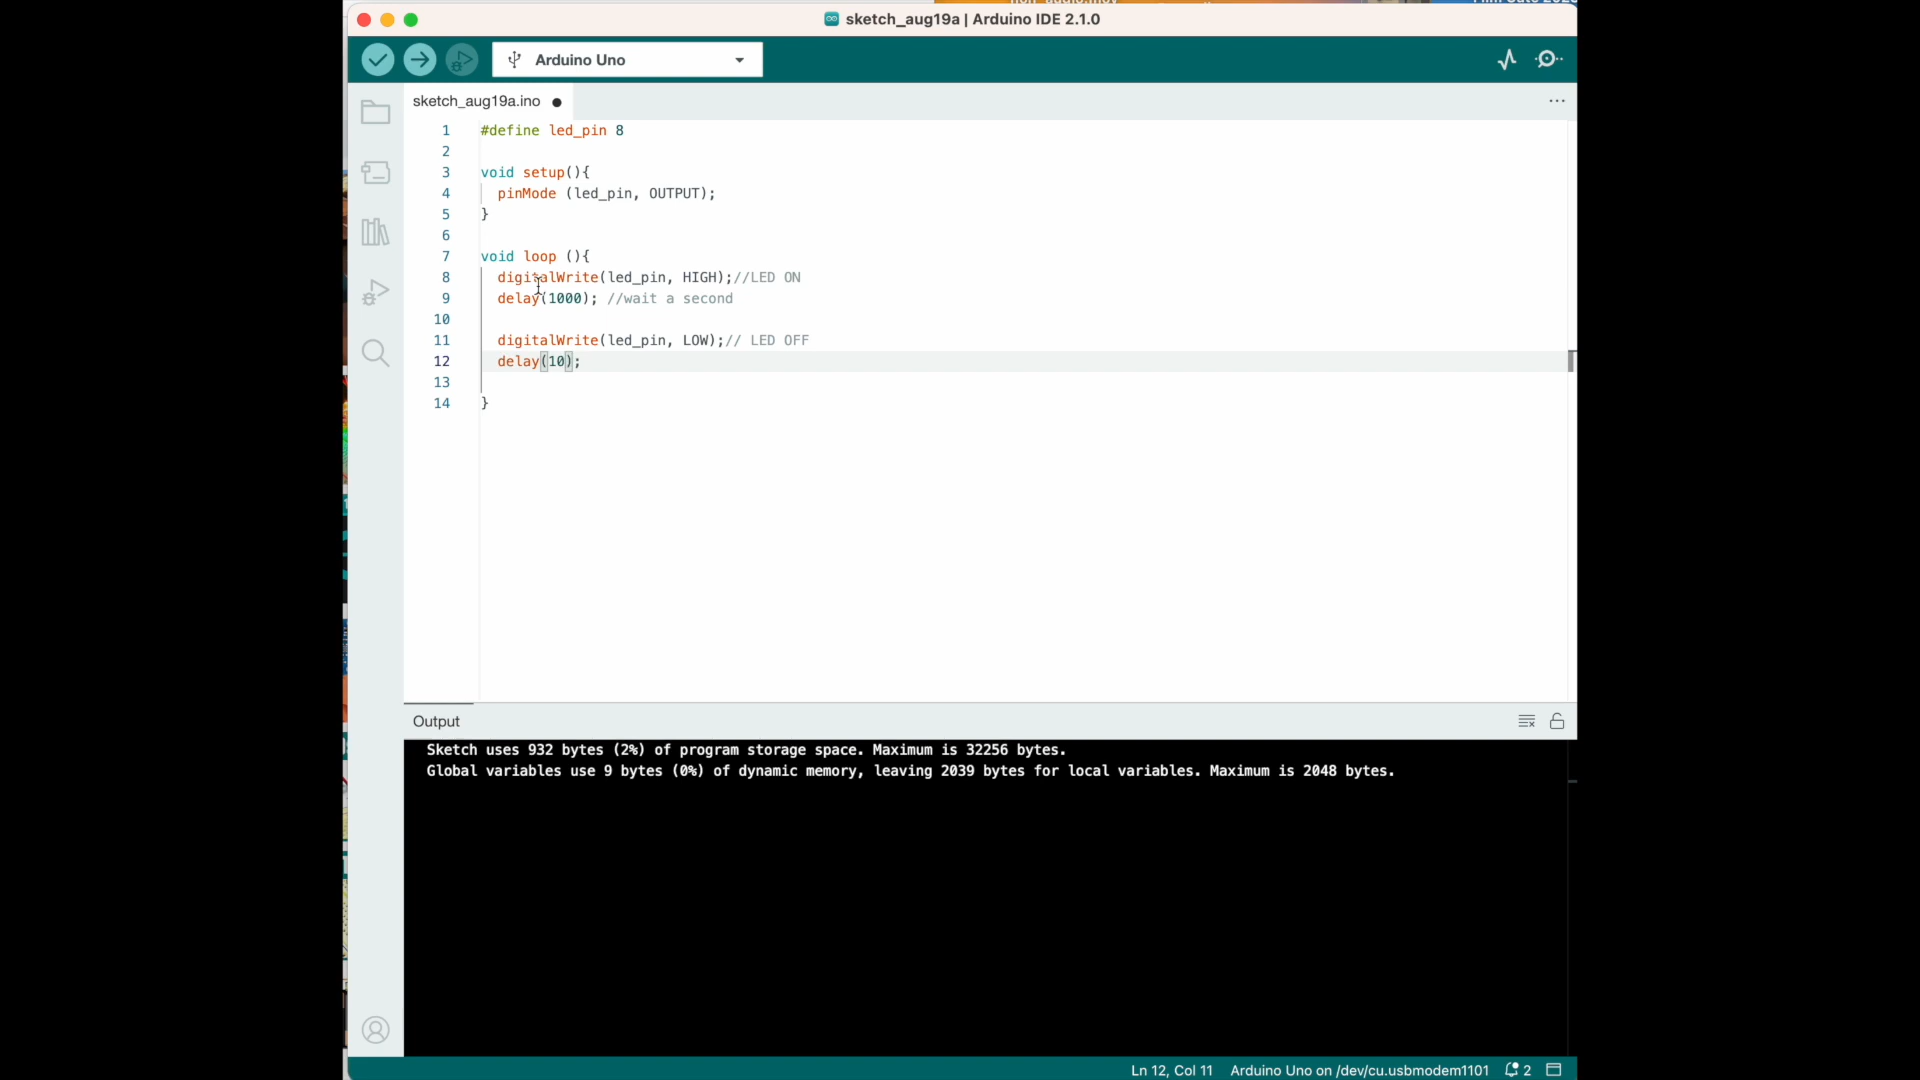 sketch_aug19a | Arduino IDE 2.1.0
Arduino Uno
sketch_aug19a.ino
1 #define led_pin 8
2
3 void setup(){
4 pinMode (led_pin, OUTPUT);
5 }
6
7 void loop (){
8 digitalWrite(led_pin, HIGH);//LED ON
9 delay(1000); //wait a second
10
11 digitalWrite(led_pin, LOW);// LED OFF
12 delay(10);
13
14 }
Output
Sketch uses 932 bytes (2%) of program storage space. Maximum is 32256 bytes.
Global variables use 9 bytes (0%) of dynamic memory, leaving 2039 bytes for local variables. Maximum is 2048 bytes.
Ln 12, Col 11 Arduino Uno on /dev/cu.usbmodem1101 2